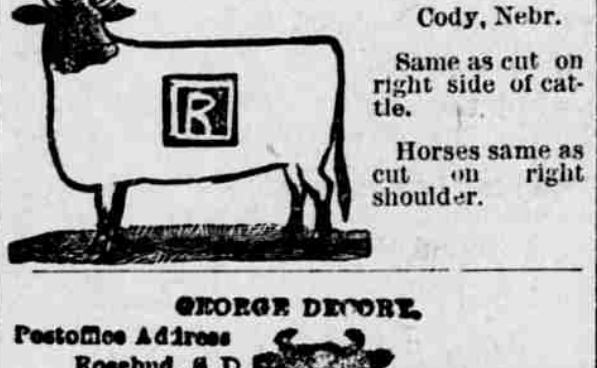 Cody, Nebr.
Same as cut on
right side of cat-
tle.
Horses same as
cut on right
shoulder.
R
GEORGE DECORY.
Postoffice Address
Rosebud, S. D.